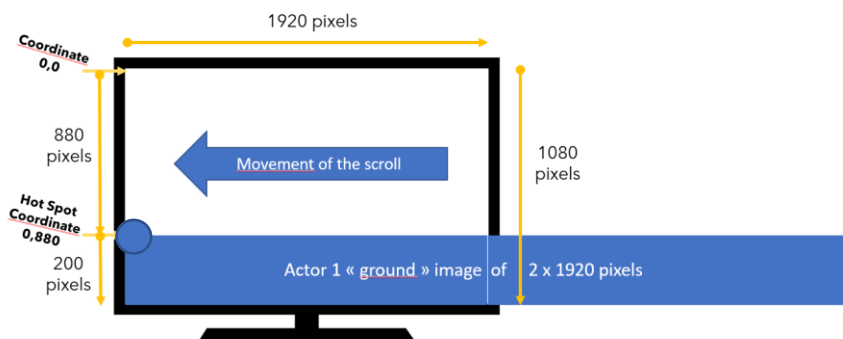 1920 pixels
Coordinate
0,0
880
pixels
Movement of the scroll
1080
pixels
Hot Spot
Coordinate
0,880
200
pixels
Actor 1 « ground » image of 2 x 1920 pixels